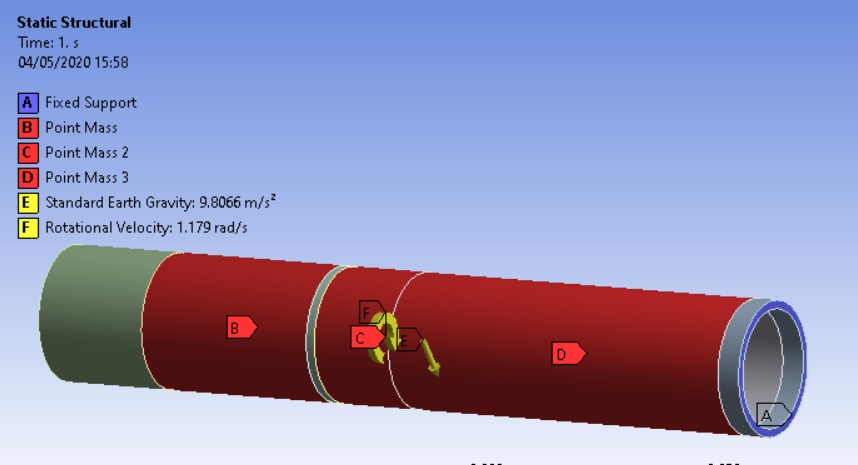 Static Structural
Time: 1. s
04/05/2020 15:58
A Fixed Support
B Point Mass
C Point Mass 2
D Point Mass 3
E Standard Earth Gravity: 9.8066 m/s²
F Rotational Velocity: 1.179 rad/s
F
B
C
E
D
A